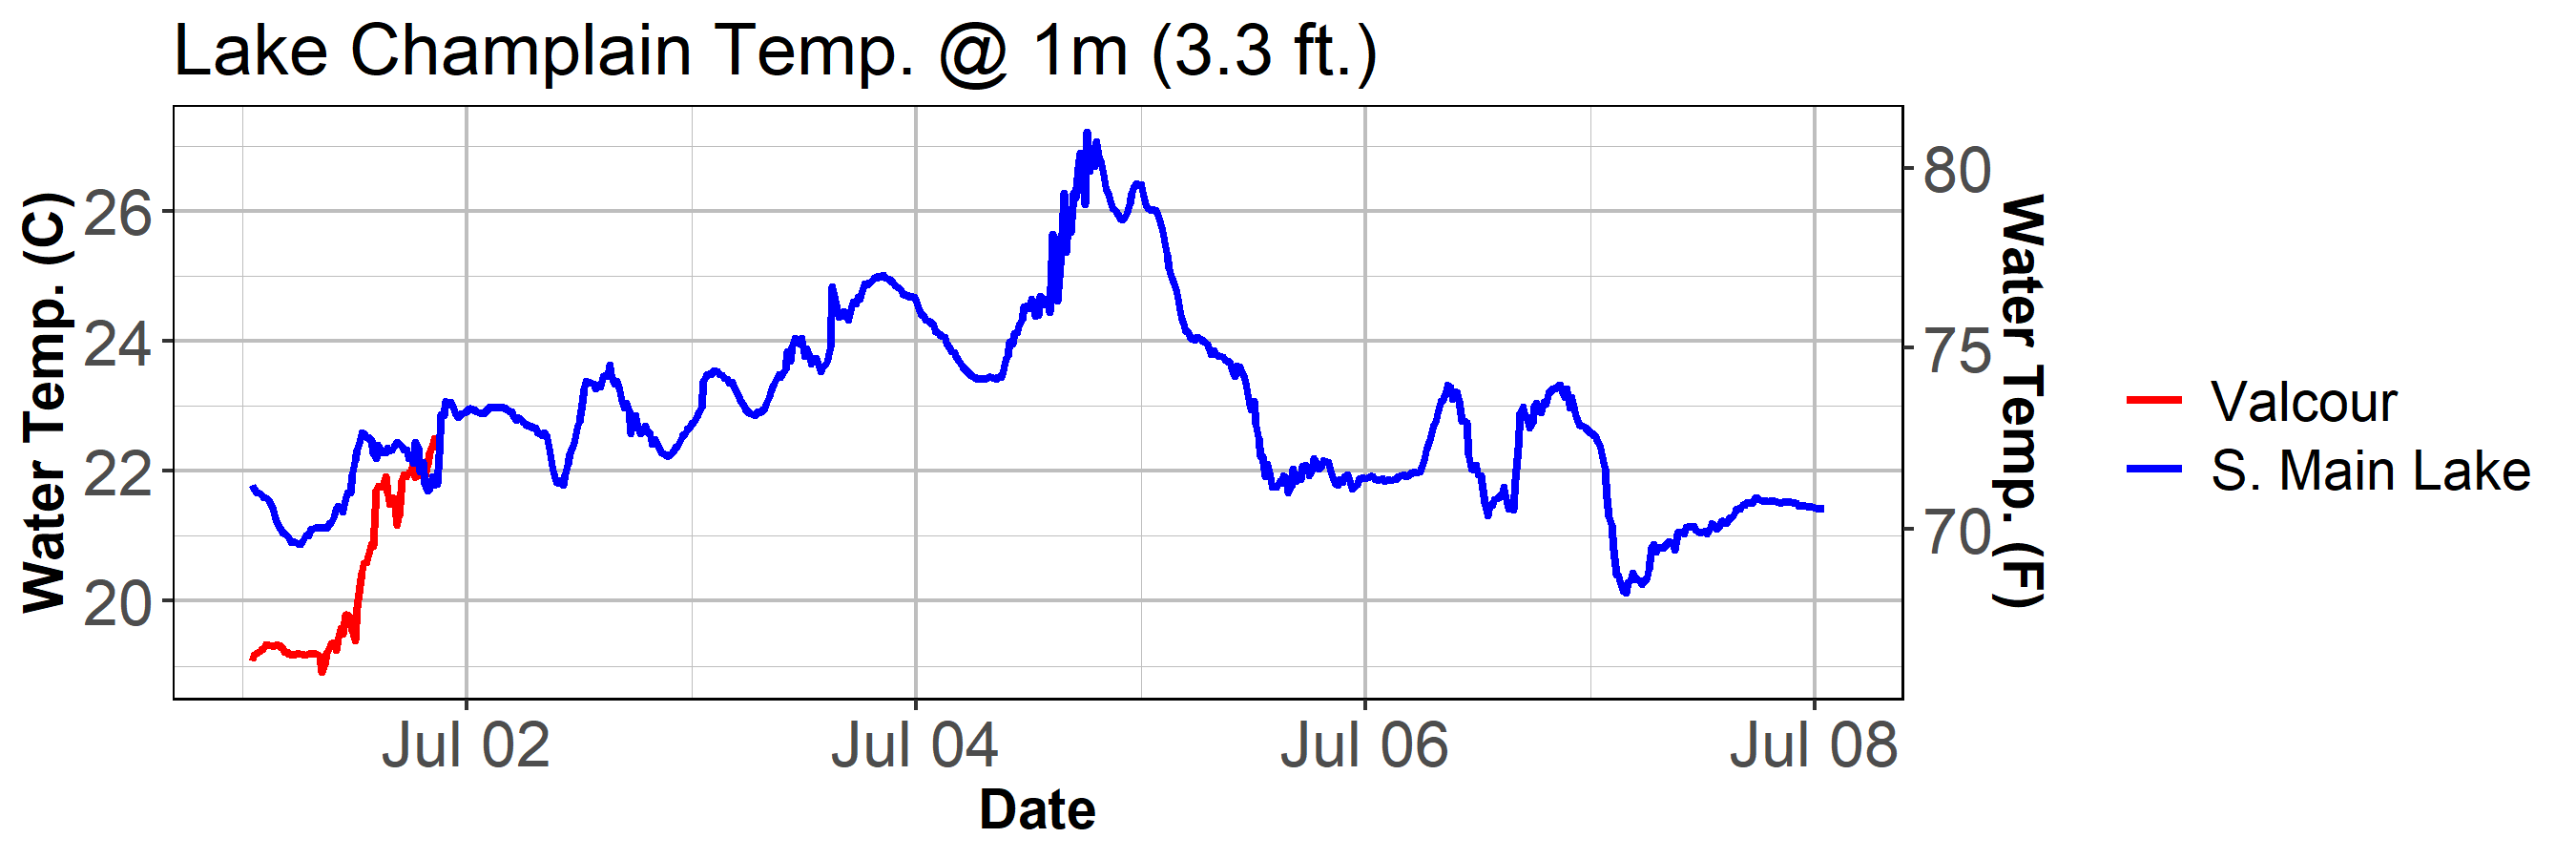 Lake Champlain Temp. @ 1m (3.3 ft.)
Water Temp. (C)
26
24
22
20
80
75
70
Water Temp. (F)
Jul 02
Jul 04
Jul 06
Jul 08
Date
Valcour
S. Main Lake